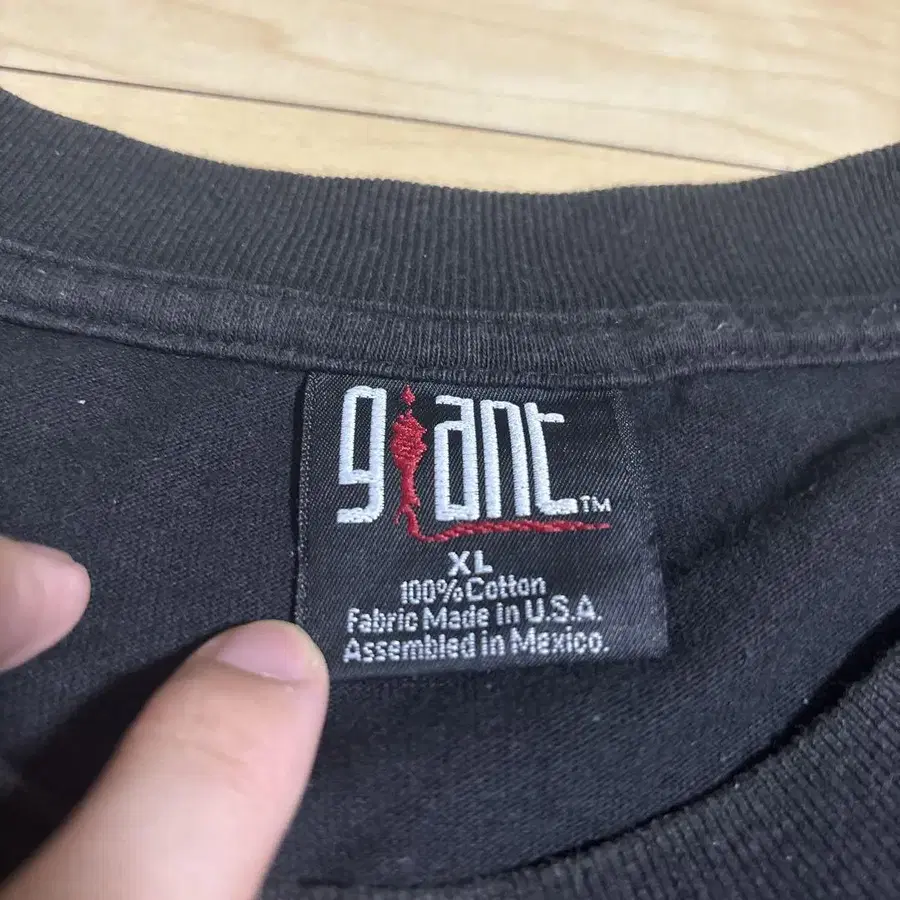 giant™
XL
100% Cotton
Fabric Made in U.S.A.
Assembled in Mexico.